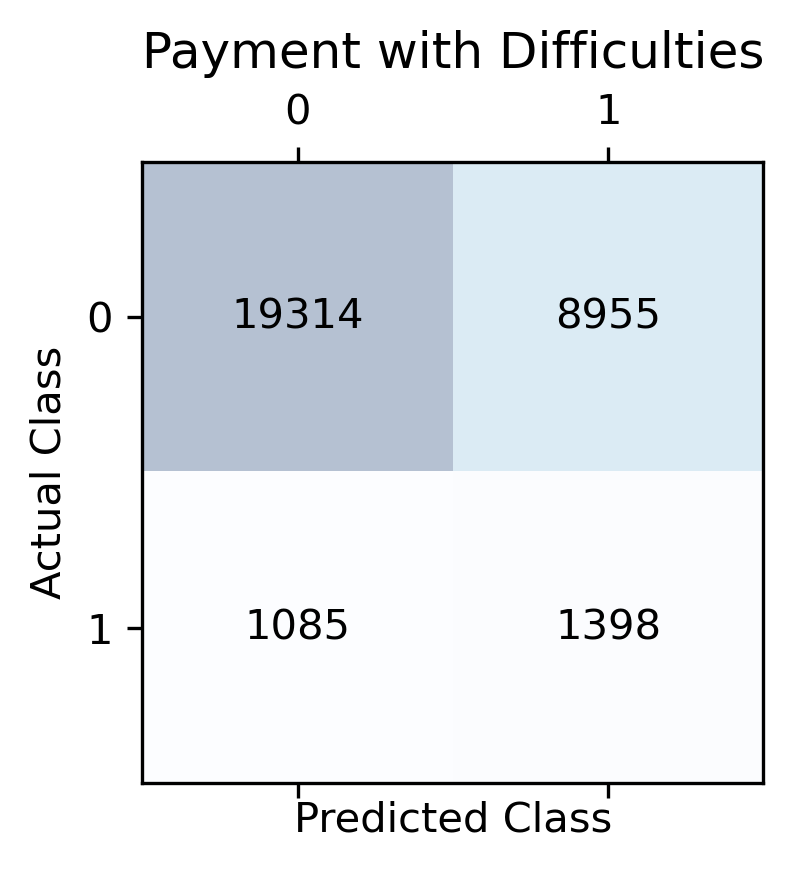 Payment with Difficulties
0 1
0 19314 8955
Actual Class
1 1085 1398
Predicted Class